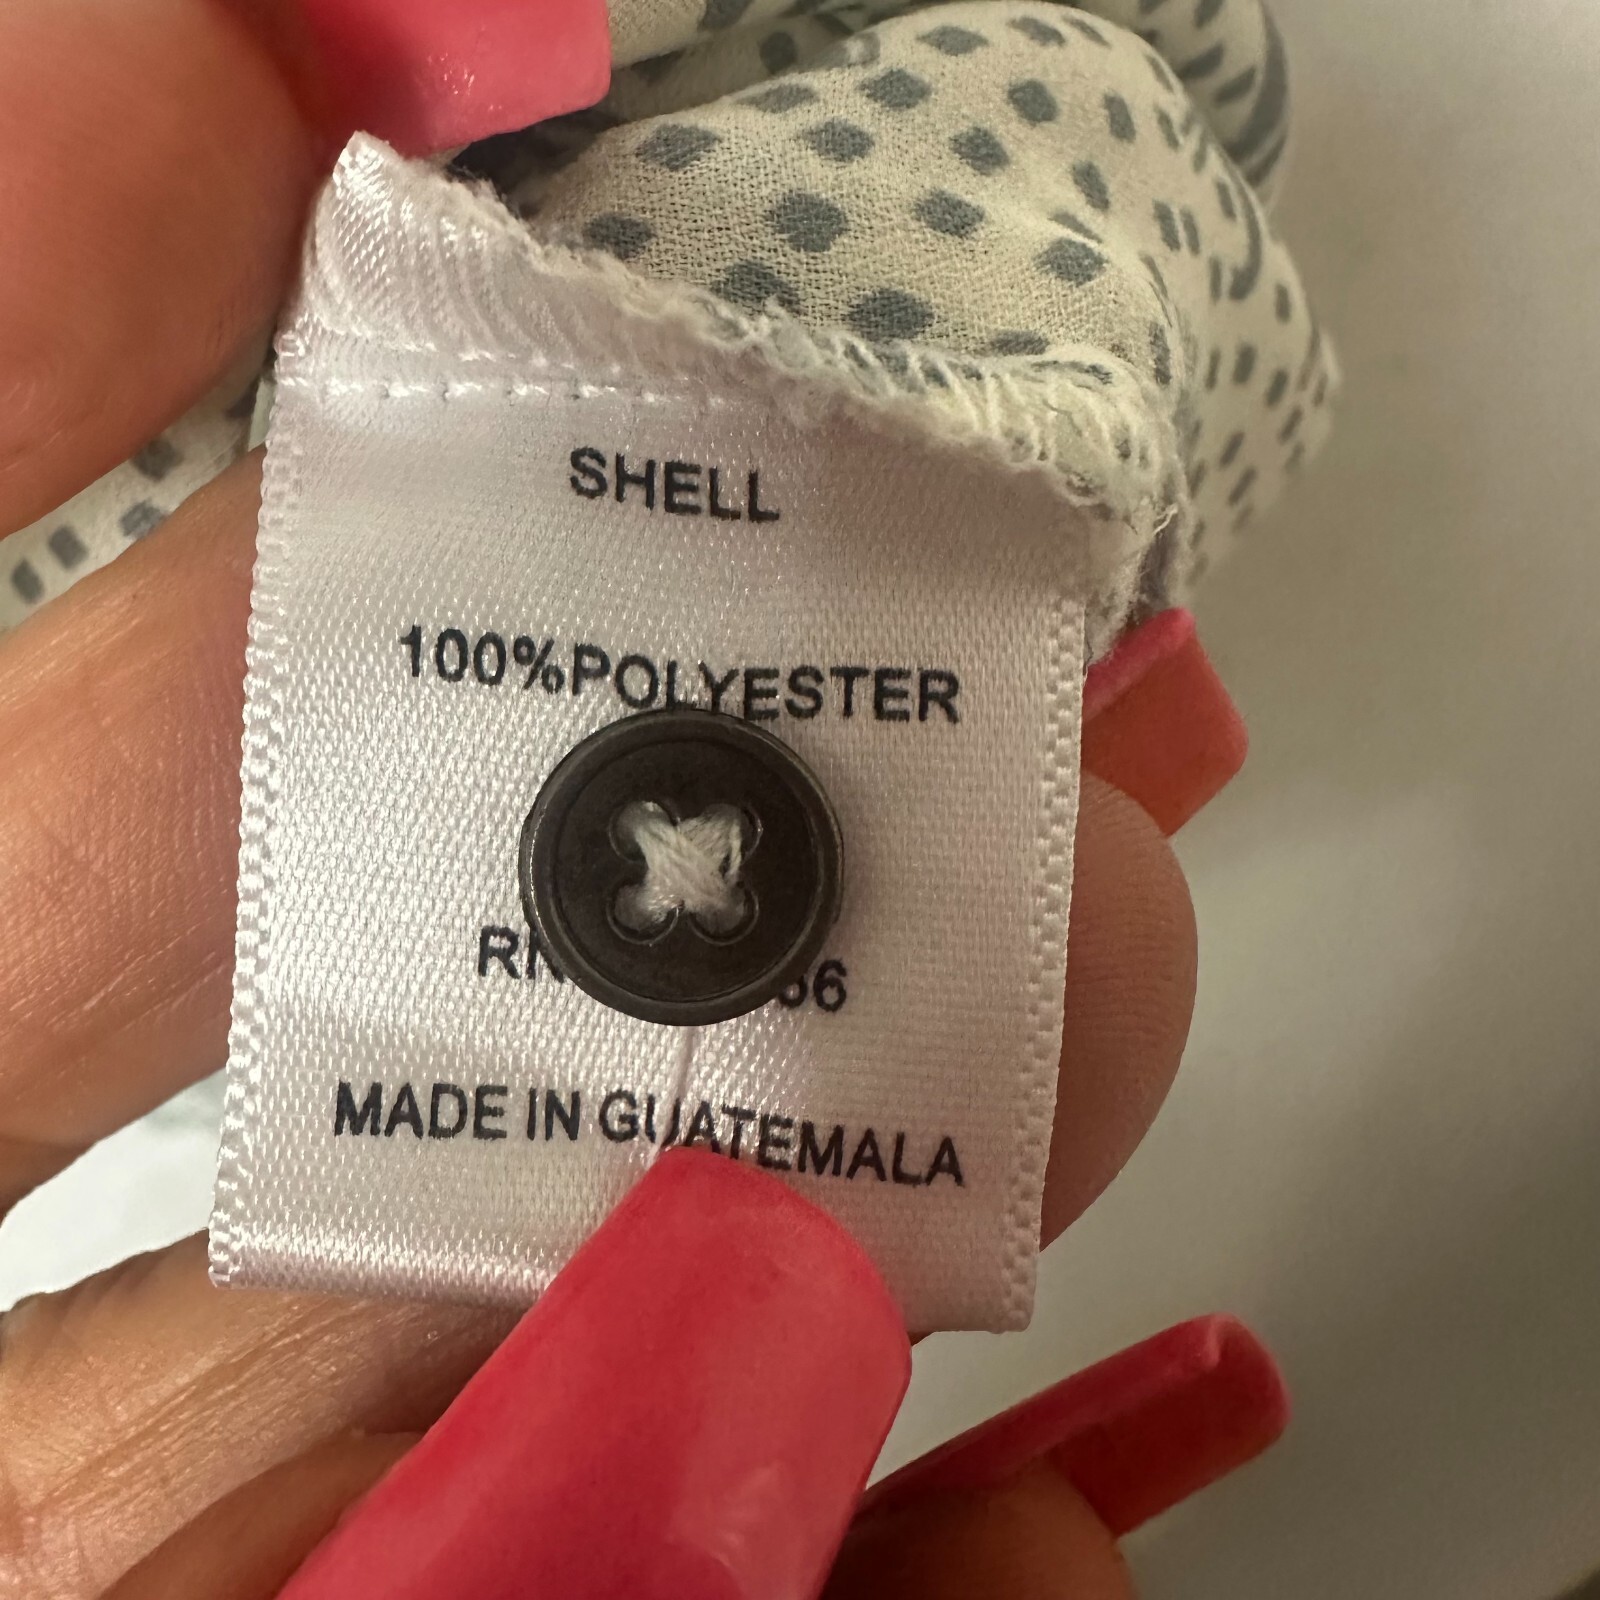 SHELL
100%POLYESTER
MADE IN GUATEMALA